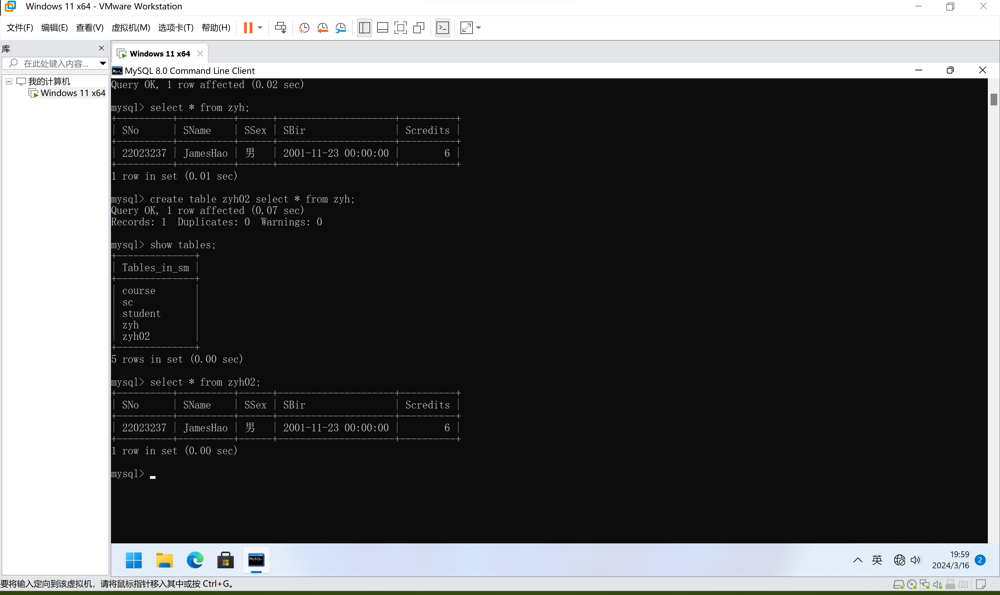 Windows 11 x64 - VMware Workstation
文件(F) 编辑(E) 查看(V) 虚拟机(M) 选项卡(T) 帮助(H)
库
在此处键入内容...
我的计算机
Windows 11 x64
Windows 11 x64
MySQL 8.0 Command Line Client
Query OK, 1 row affected (0.02 sec)
mysql> select * from zyh;
+----------+----------+------+---------------------+----------+
| SNo      | SName    | SSex | SBir                | Scredits |
+----------+----------+------+---------------------+----------+
| 22023237 | JamesHao | 男   | 2001-11-23 00:00:00 |        6 |
+----------+----------+------+---------------------+----------+
1 row in set (0.01 sec)
mysql> create table zyh02 select * from zyh;
Query OK, 1 row affected (0.07 sec)
Records: 1  Duplicates: 0  Warnings: 0
mysql> show tables;
+--------------+
| Tables_in_sm |
+--------------+
| course       |
| sc           |
| student      |
| zyh          |
| zyh02        |
+--------------+
5 rows in set (0.00 sec)
mysql> select * from zyh02;
+----------+----------+------+---------------------+----------+
| SNo      | SName    | SSex | SBir                | Scredits |
+----------+----------+------+---------------------+----------+
| 22023237 | JamesHao | 男   | 2001-11-23 00:00:00 |        6 |
+----------+----------+------+---------------------+----------+
1 row in set (0.00 sec)
mysql>
MySQL>
英
19:59
2024/3/16
2
要将输入定向到该虚拟机，请将鼠标指针移入其中或按 Ctrl+G。